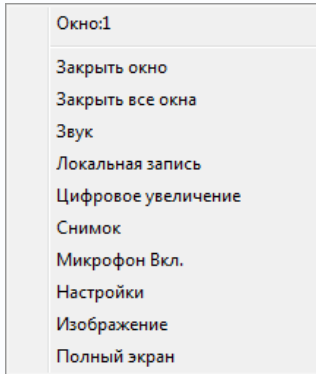 Окно:1
Закрыть окно
Закрыть все окна
Звук
Локальная запись
Цифровое увеличение
Снимок
Микрофон Вкл.
Настройки
Изображение
Полный экран